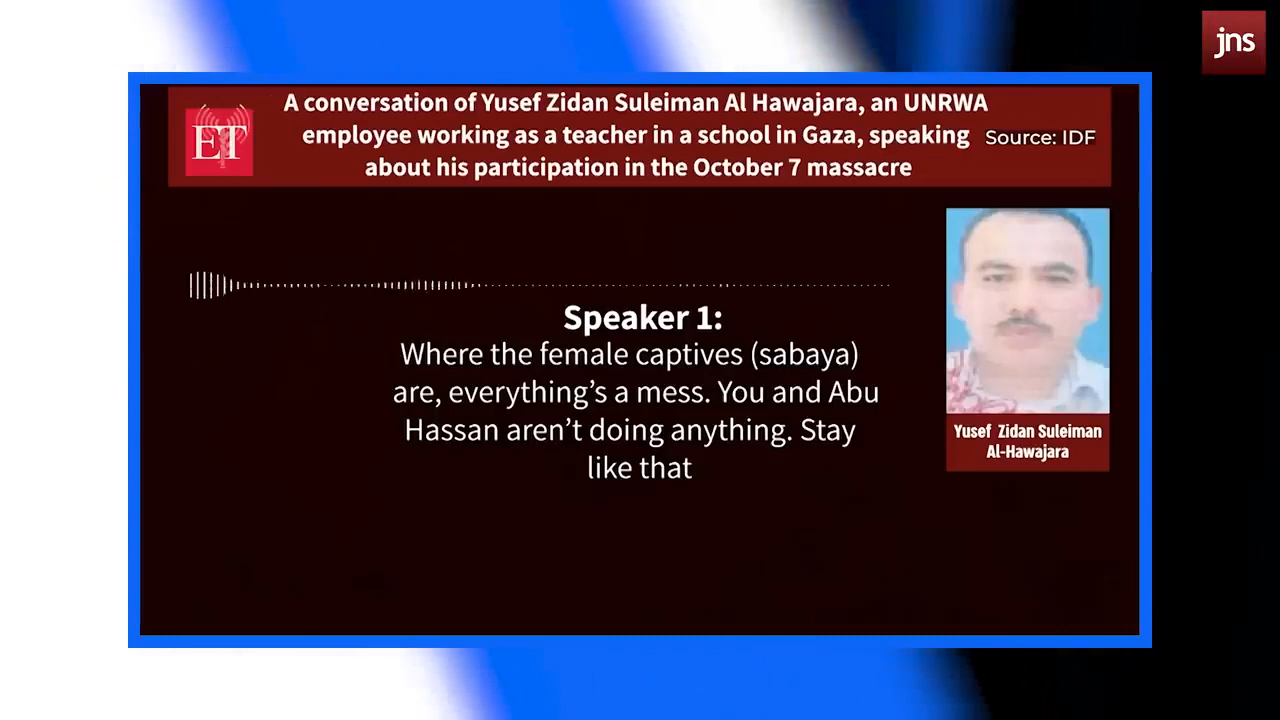 jns
A conversation of Yusef Zidan Suleiman Al Hawajara, an UNRWA
employee working as a teacher in a school in Gaza, speaking
about his participation in the October 7 massacre
Source: IDF
ET
Speaker 1:
Where the female captives (sabaya)
are, everything’s a mess. You and Abu
Hassan aren’t doing anything. Stay
like that
Yusef Zidan Suleiman
Al-Hawajara